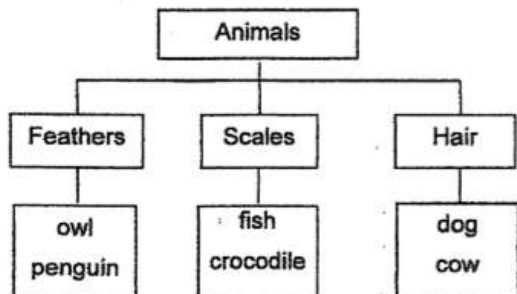 Animals
Feathers
Scales
Hair
owl
penguin
fish
crocodile
dog
cow